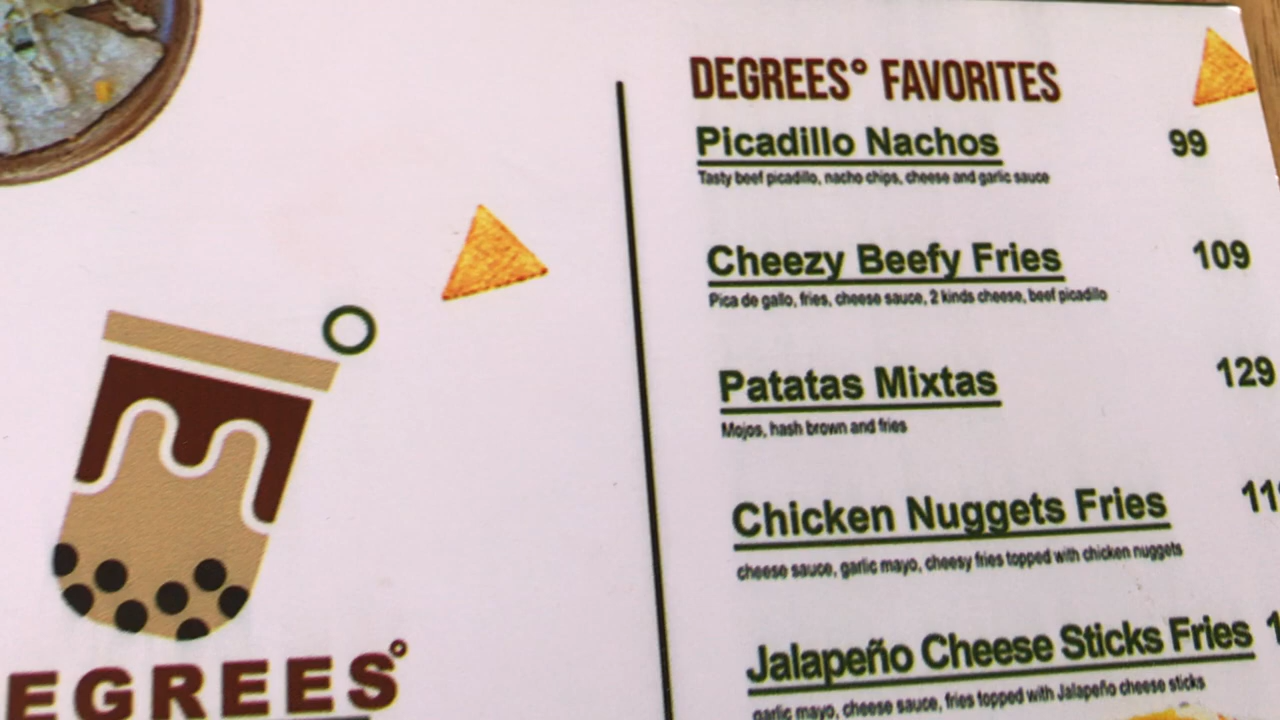 DEGREES° FAVORITES
Picadillo Nachos 99
Tasty beef picadillo, nacho chips, cheese and garlic sauce
Cheezy Beefy Fries 109
Pica de gallo, fries, cheese sauce, 2 kinds cheese, beef picadillo
Patatas Mixtas 129
Mojos, hash brown and fries
Chicken Nuggets Fries
cheese sauce, garlic mayo, cheesy fries topped with chicken nuggets
Jalapeño Cheese Sticks Fries
garlic mayo, cheese sauce, fries topped with Jalapeño cheese sticks
EGREES°